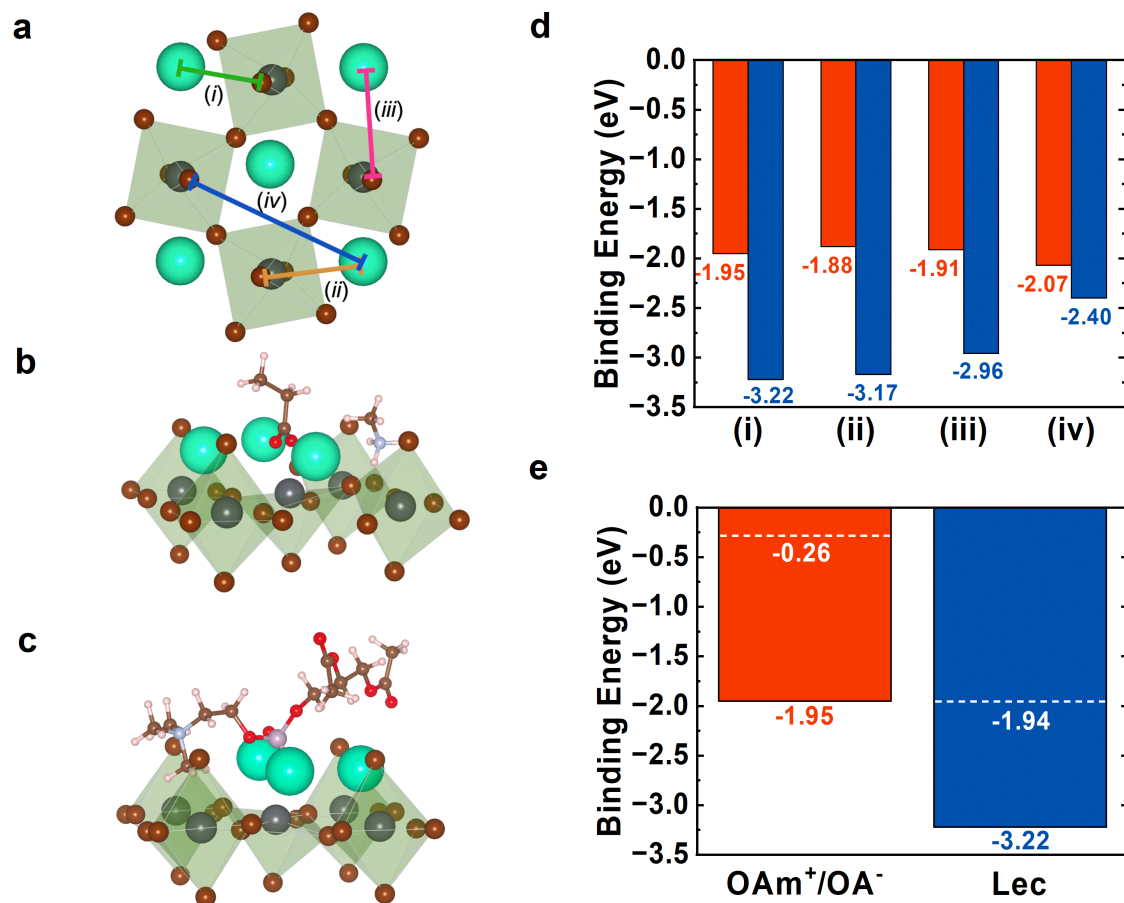 a
(i)
(iii)
(iv)
(ii)
b
c
d
Binding Energy (eV)
0.0
−0.5
−1.0
−1.5
−2.0
−2.5
−3.0
−3.5
-1.95
-3.22
-1.88
-3.17
-1.91
-2.96
-2.07
-2.40
(i) (ii) (iii) (iv)
e
Binding Energy (eV)
0.0
−0.5
−1.0
−1.5
−2.0
−2.5
−3.0
−3.5
-0.26
-1.95
-1.94
-3.22
OAm⁺/OA⁻ Lec